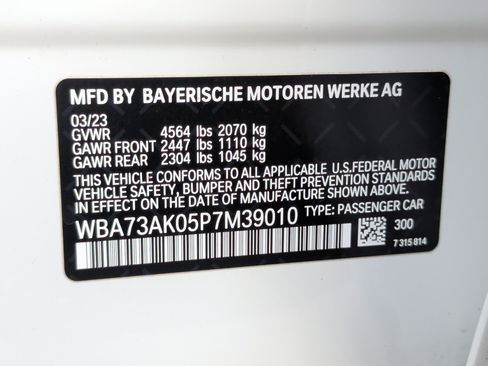 MFD BY BAYERISCHE MOTOREN WERKE AG
03/23
GVWR 4564 lbs 2070 kg
GAWR FRONT 2447 lbs 1110 kg
GAWR REAR 2304 lbs 1045 kg
THIS VEHICLE CONFORMS TO ALL APPLICABLE U.S.FEDERAL MOTOR
VEHICLE SAFETY, BUMPER AND THEFT PREVENTION STANDARDS
IN EFFECT ON THE DATE OF MANUFACTURE SHOWN ABOVE.
WBA73AK05P7M39010 TYPE: PASSENGER CAR
300
7 315 814